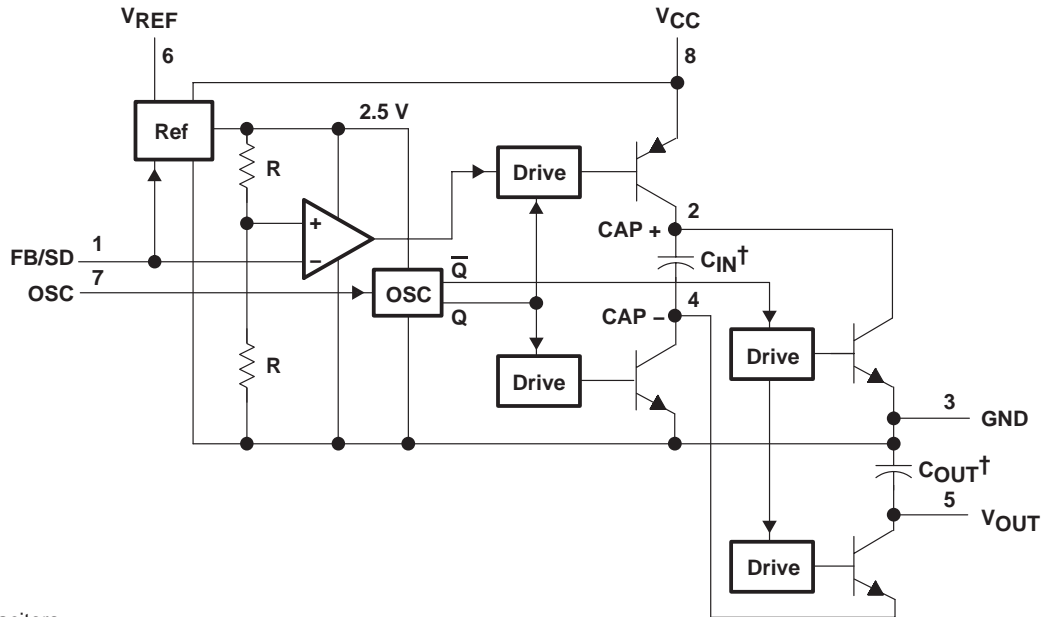 VREF
6
VCC
8
Ref
2.5 V
R
Drive
2
CAP +
CIN†
+
–
FB/SD
1
7
OSC
OSC
Q̅
Q
4
CAP –
R
Drive
Drive
3
GND
COUT†
5
VOUT
Drive